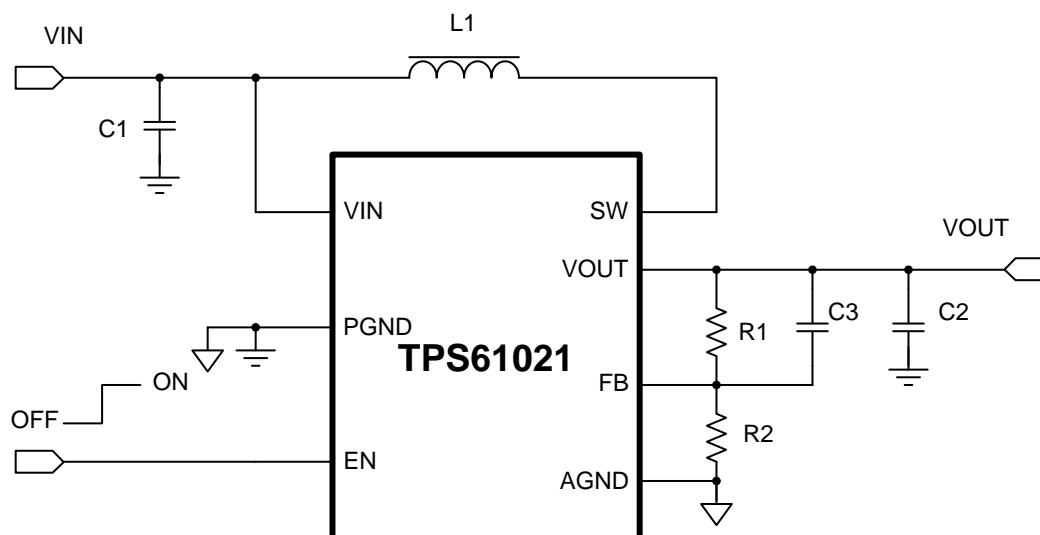 L1
VIN
C1
VIN
SW
VOUT
VOUT
C3
C2
PGND
R1
TPS61021
ON
FB
OFF
R2
EN
AGND